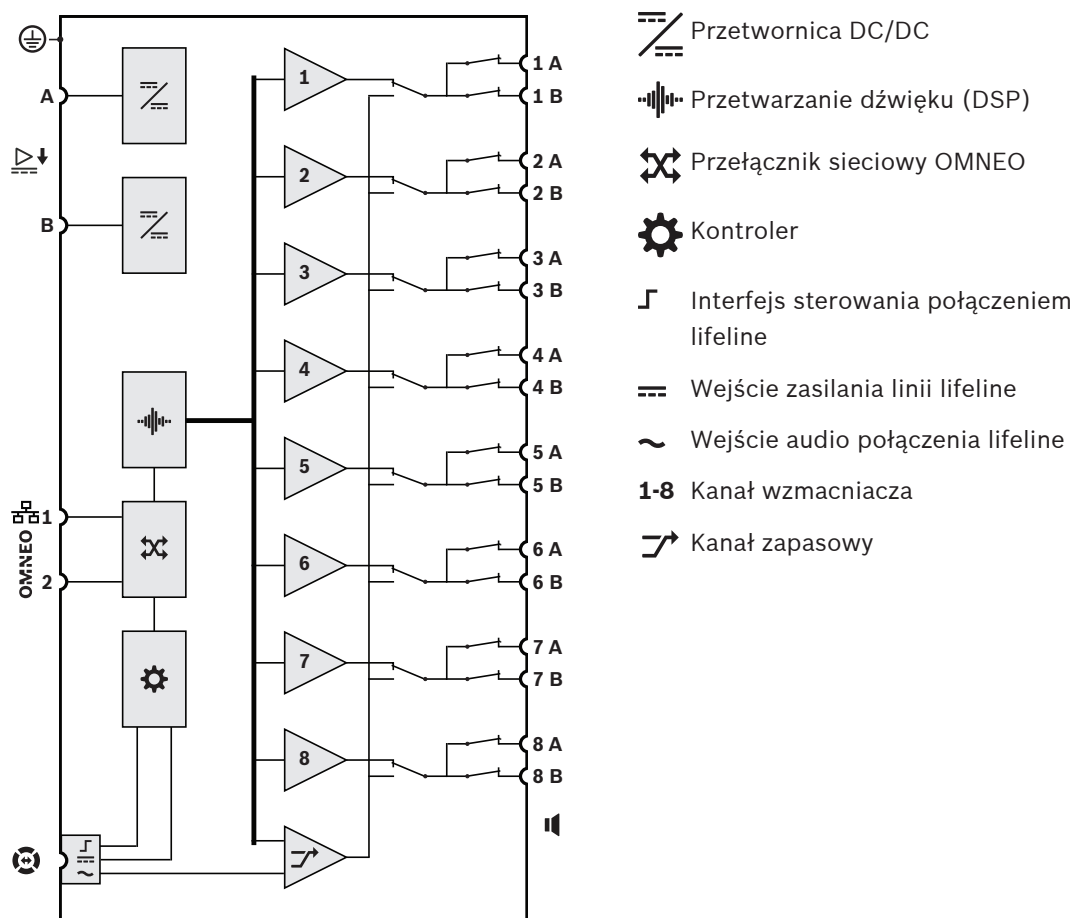 A
B
OMNEO
1
2
1
2
3
4
5
6
7
8
1 A
1 B
2 A
2 B
3 A
3 B
4 A
4 B
5 A
5 B
6 A
6 B
7 A
7 B
8 A
8 B
Przetwornica DC/DC
Przetwarzanie dźwięku (DSP)
Przełącznik sieciowy OMNEO
Kontroler
Interfejs sterowania połączeniem
lifeline
Wejście zasilania linii lifeline
Wejście audio połączenia lifeline
1-8 Kanał wzmacniacza
Kanał zapasowy